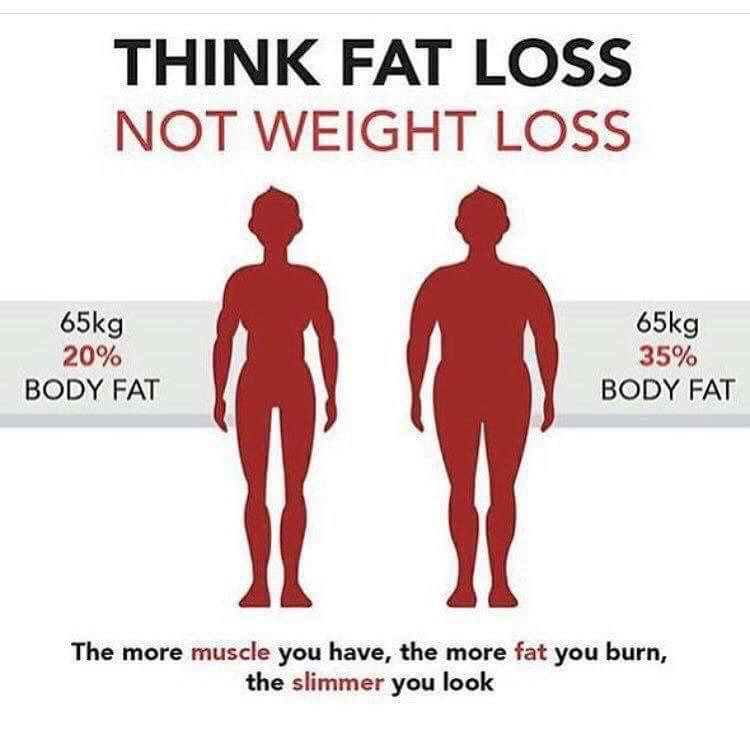 THINK FAT LOSS
NOT WEIGHT LOSS
65kg
20%
BODY FAT
65kg
35%
BODY FAT
The more muscle you have, the more fat you burn,
the slimmer you look